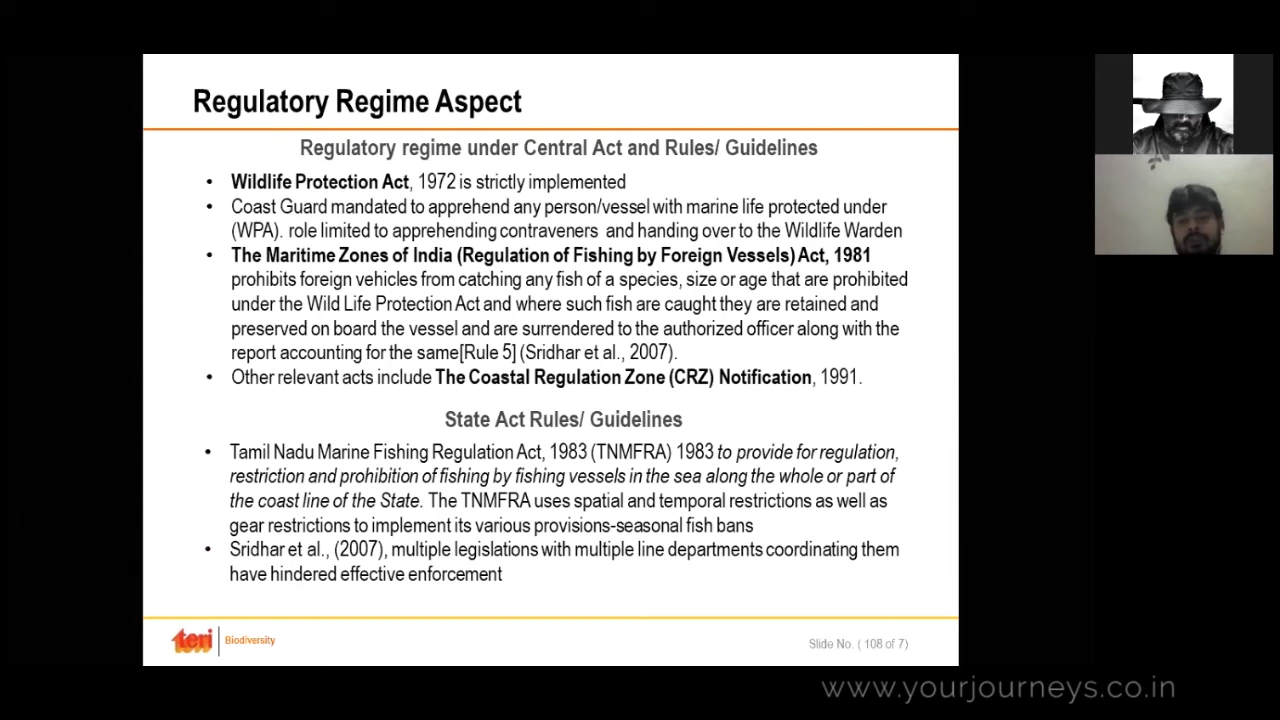 Regulatory Regime Aspect
Regulatory regime under Central Act and Rules/ Guidelines
• Wildlife Protection Act, 1972 is strictly implemented
• Coast Guard mandated to apprehend any person/vessel with marine life protected under
(WPA). role limited to apprehending contraveners and handing over to the Wildlife Warden
• The Maritime Zones of India (Regulation of Fishing by Foreign Vessels) Act, 1981
prohibits foreign vehicles from catching any fish of a species, size or age that are prohibited
under the Wild Life Protection Act and where such fish are caught they are retained and
preserved on board the vessel and are surrendered to the authorized officer along with the
report accounting for the same[Rule 5] (Sridhar et al., 2007).
• Other relevant acts include The Coastal Regulation Zone (CRZ) Notification, 1991.
State Act Rules/ Guidelines
• Tamil Nadu Marine Fishing Regulation Act, 1983 (TNMFRA) 1983 to provide for regulation,
restriction and prohibition of fishing by fishing vessels in the sea along the whole or part of
the coast line of the State. The TNMFRA uses spatial and temporal restrictions as well as
gear restrictions to implement its various provisions-seasonal fish bans
• Sridhar et al., (2007), multiple legislations with multiple line departments coordinating them
have hindered effective enforcement
teri Biodiversity
Slide No. ( 108 of 7)
www.yourjourneys.co.in